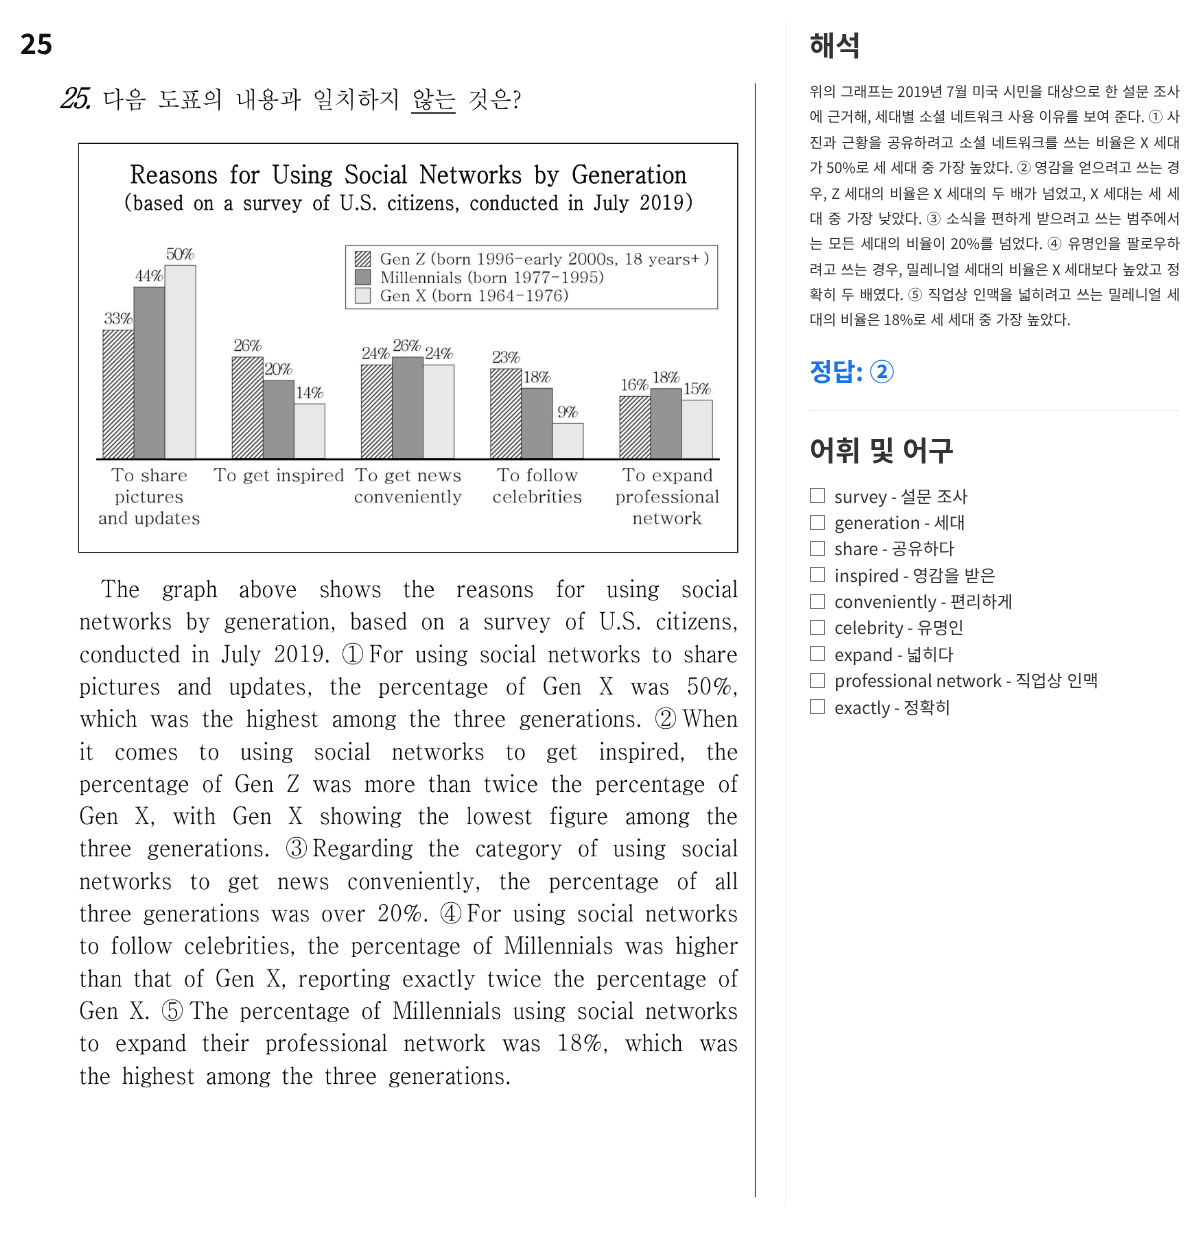 25
25. 다음 도표의 내용과 일치하지 않는 것은?
Reasons for Using Social Networks by Generation
(based on a survey of U.S. citizens, conducted in July 2019)
Gen Z (born 1996-early 2000s, 18 years+)
Millennials (born 1977-1995)
Gen X (born 1964-1976)
33% 44% 50%
26% 20% 14%
24% 26% 24%
23% 18% 9%
16% 18% 15%
To share
pictures
and updates
To get inspired
To get news
conveniently
To follow
celebrities
To expand
professional
network
The graph above shows the reasons for using social
networks by generation, based on a survey of U.S. citizens,
conducted in July 2019. ① For using social networks to share
pictures and updates, the percentage of Gen X was 50%,
which was the highest among the three generations. ② When
it comes to using social networks to get inspired, the
percentage of Gen Z was more than twice the percentage of
Gen X, with Gen X showing the lowest figure among the
three generations. ③ Regarding the category of using social
networks to get news conveniently, the percentage of all
three generations was over 20%. ④ For using social networks
to follow celebrities, the percentage of Millennials was higher
than that of Gen X, reporting exactly twice the percentage of
Gen X. ⑤ The percentage of Millennials using social networks
to expand their professional network was 18%, which was
the highest among the three generations.
해석
위의 그래프는 2019년 7월 미국 시민을 대상으로 한 설문 조사
에 근거해, 세대별 소셜 네트워크 사용 이유를 보여 준다. ① 사
진과 근황을 공유하려고 소셜 네트워크를 쓰는 비율은 X 세대
가 50%로 세 세대 중 가장 높았다. ② 영감을 얻으려고 쓰는 경
우, Z 세대의 비율은 X 세대의 두 배가 넘었고, X 세대는 세 세
대 중 가장 낮았다. ③ 소식을 편하게 받으려고 쓰는 범주에서
는 모든 세대의 비율이 20%를 넘었다. ④ 유명인을 팔로우하
려고 쓰는 경우, 밀레니얼 세대의 비율은 X 세대보다 높았고 정
확히 두 배였다. ⑤ 직업상 인맥을 넓히려고 쓰는 밀레니얼 세
대의 비율은 18%로 세 세대 중 가장 높았다.
정답: ②
어휘 및 어구
survey - 설문 조사
generation - 세대
share - 공유하다
inspired - 영감을 받은
conveniently - 편리하게
celebrity - 유명인
expand - 넓히다
professional network - 직업상 인맥
exactly - 정확히